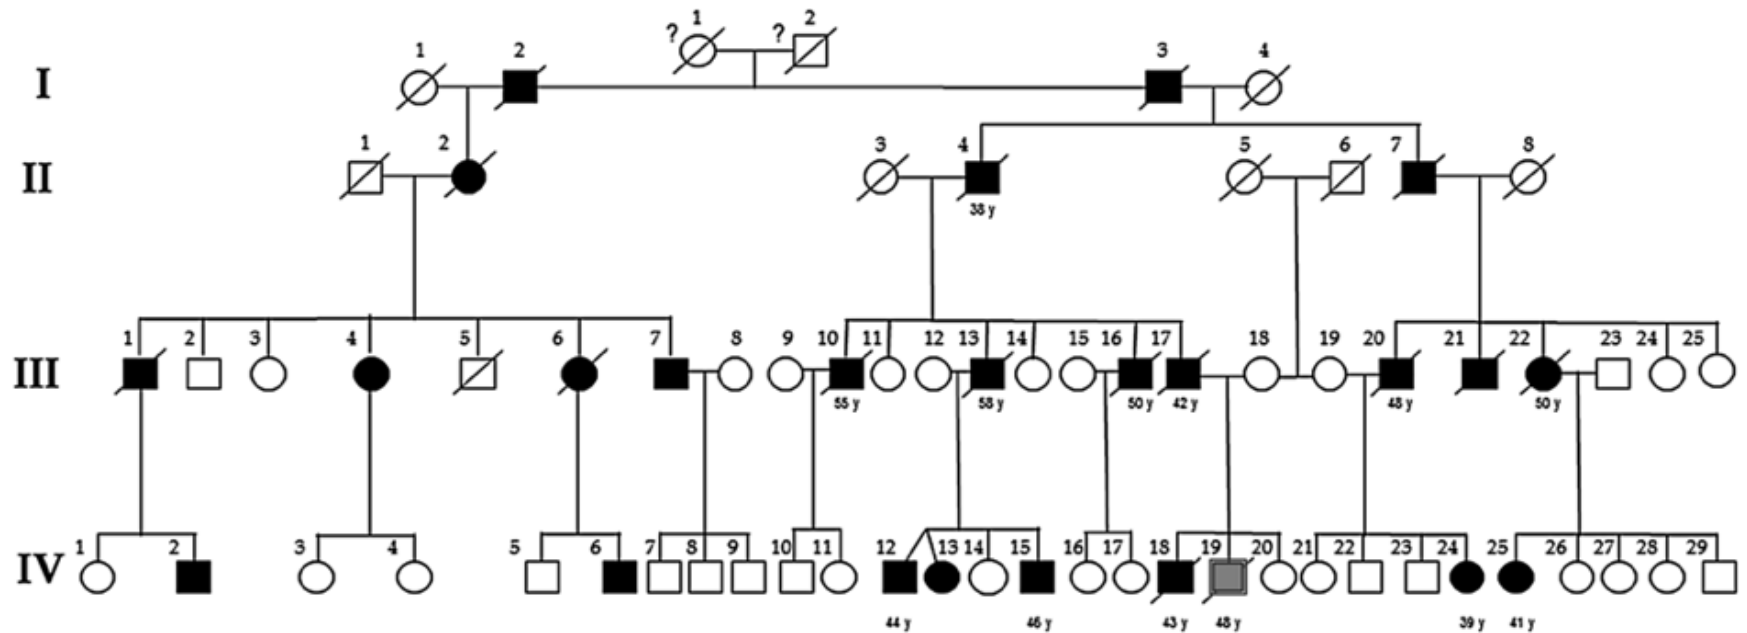 ? 1 ? 2
I 1 2 3 4
II 1 2 3 4 5 6 7 8
38 y
III 1 2 3 4 5 6 7 8 9 10 11 12 13 14 15 16 17 18 19 20 21 22 23 24 25
55 y 58 y 50 y 42 y 48 y 50 y
IV 1 2 3 4 5 6 7 8 9 10 11 12 13 14 15 16 17 18 19 20 21 22 23 24 25 26 27 28 29
44 y 46 y 43 y 48 y 39 y 41 y